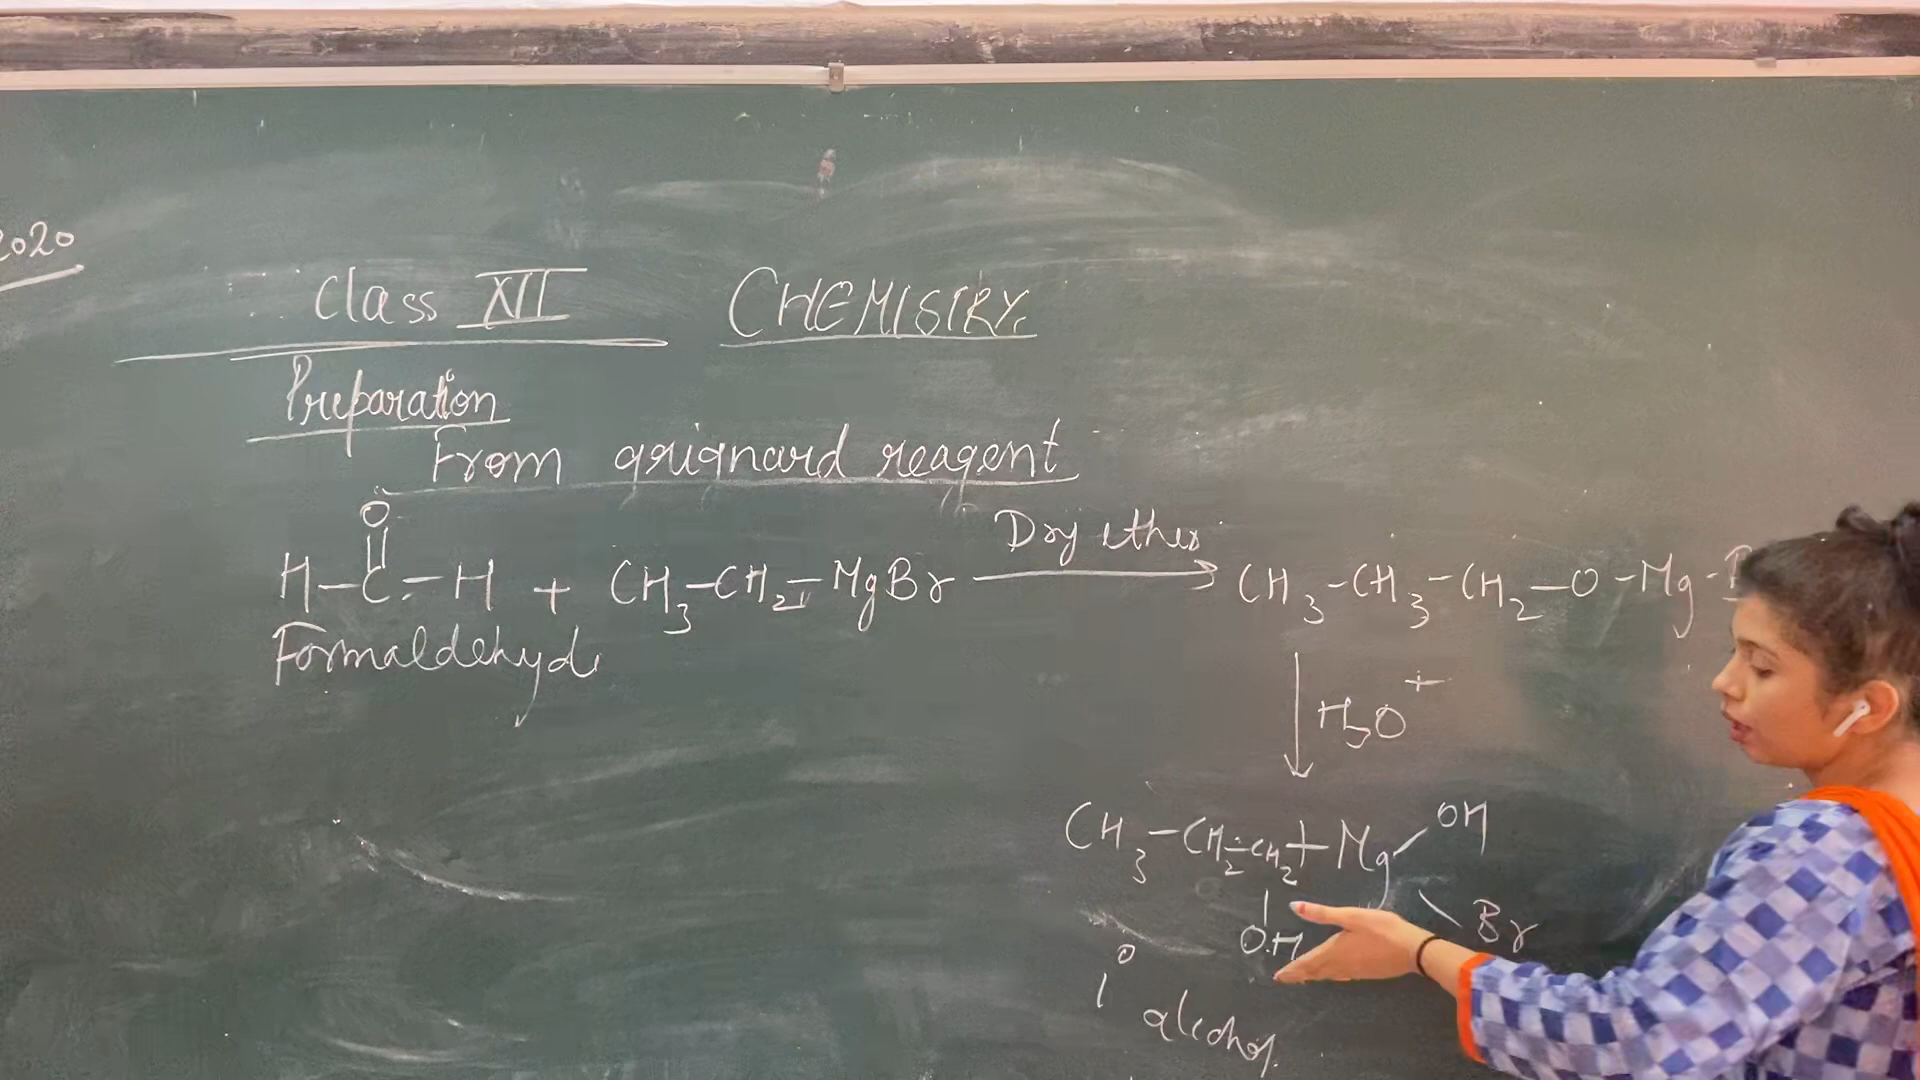 2020
Class XII CHEMISTRY
Preparation
From grignard reagent
O
||
H-C-H + CH3-CH2-MgBr Dry ether → CH3-CH3-CH2-O-Mg-
Formaldehyde
↓ H3O+
CH3-CH2-CH2 + Mg OH
|
OH Br
1° alcohol